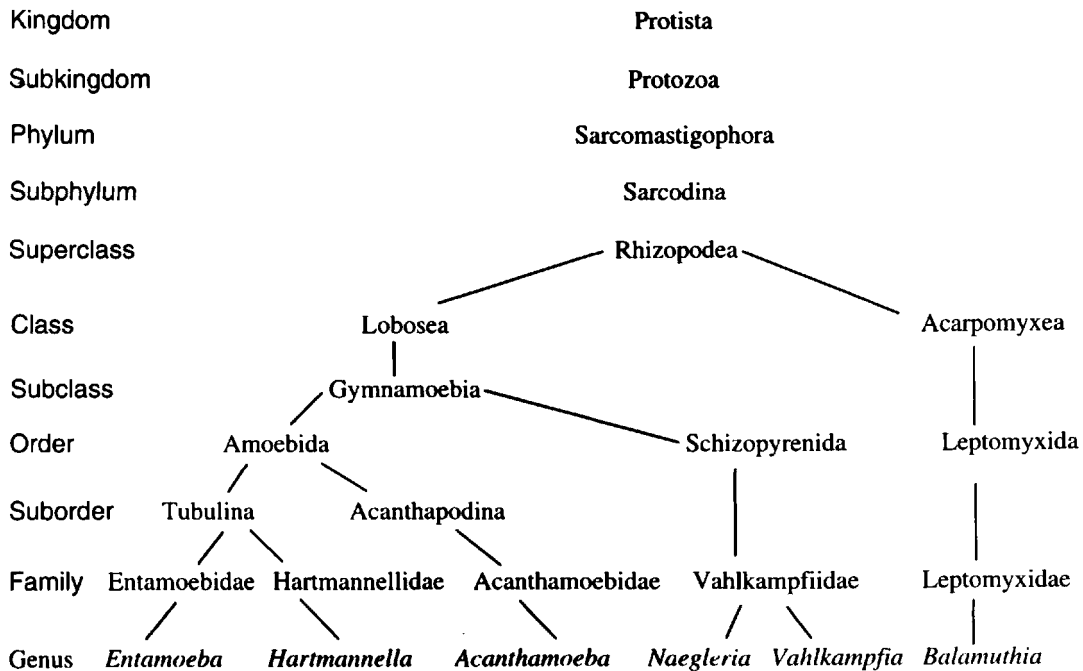 Kingdom Protista
Subkingdom Protozoa
Phylum Sarcomastigophora
Subphylum Sarcodina
Superclass Rhizopodea
Class Lobosea Acarpomyxea
Subclass Gymnamoebia
Order Amoebida Schizopyrenida Leptomyxida
Suborder Tubulina Acanthapodina
Family Entamoebidae Hartmannellidae Acanthamoebidae Vahlkampfiidae Leptomyxidae
Genus Entamoeba Hartmannella Acanthamoeba Naegleria Vahlkampfia Balamuthia